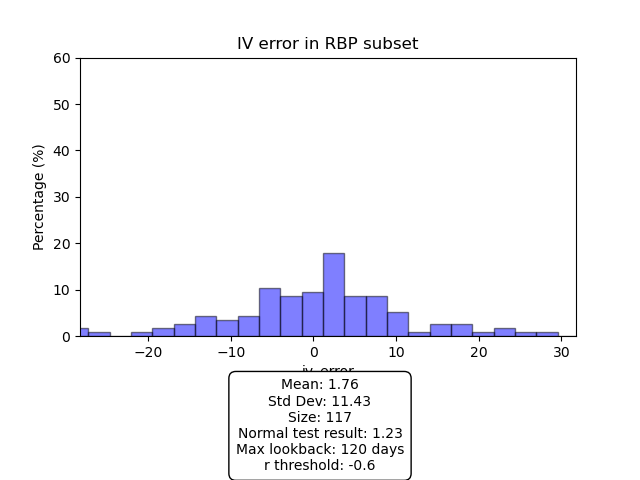 IV error in RBP subset
Percentage (%)
60
50
40
30
20
10
0
−20
−10
0
10
20
30
iv_error
Mean: 1.76
Std Dev: 11.43
Size: 117
Normal test result: 1.23
Max lookback: 120 days
r threshold: -0.6